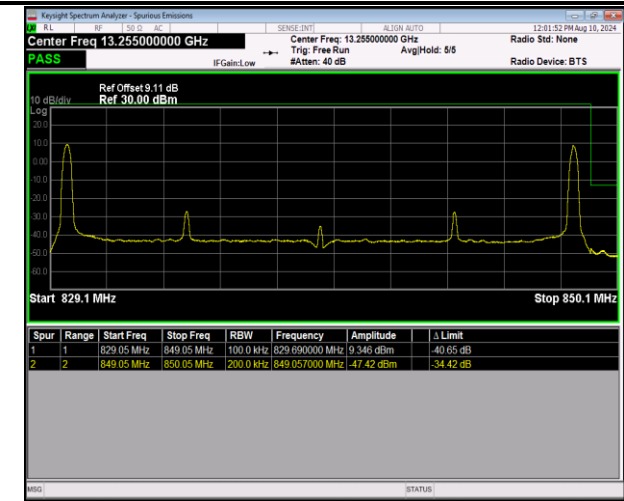 Keysight Spectrum Analyzer - Spurious Emissions
RL RF 50 Ω AC SENSE:INT ALIGN AUTO 12:01:52 PM Aug 10, 2024
Center Freq 13.255000000 GHz Center Freq: 13.255000000 GHz Radio Std: None
PASS IFGain:Low Trig: Free Run Avg|Hold: 5/5
#Atten: 40 dB Radio Device: BTS
Ref Offset 9.11 dB
10 dB/div Ref 30.00 dBm
Log
20.0
10.0
0.00
-10.0
-20.0
-30.0
-40.0
-50.0
-60.0
Start 829.1 MHz Stop 850.1 MHz
Spur Range Start Freq Stop Freq RBW Frequency Amplitude Δ Limit
1 1 829.05 MHz 849.05 MHz 100.0 kHz 829.690000 MHz 9.346 dBm -40.65 dB
2 2 849.05 MHz 850.05 MHz 200.0 kHz 849.057000 MHz -47.42 dBm -34.42 dB
MSG STATUS